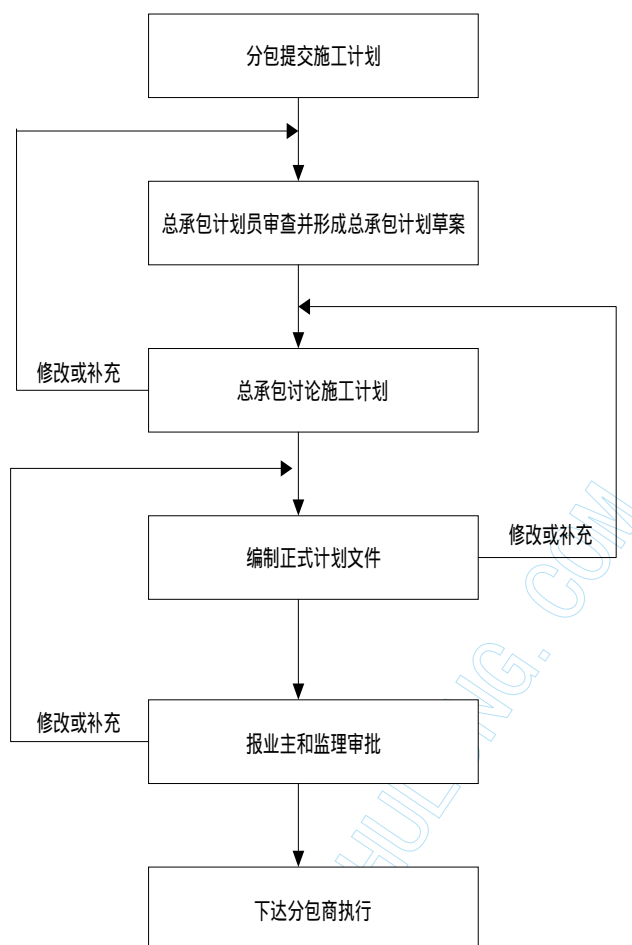 分包提交施工计划
总承包计划员审查并形成总承包计划草案
修改或补充
总承包讨论施工计划
修改或补充
编制正式计划文件
修改或补充
报业主和监理审批
下达分包商执行
HULONG. COM